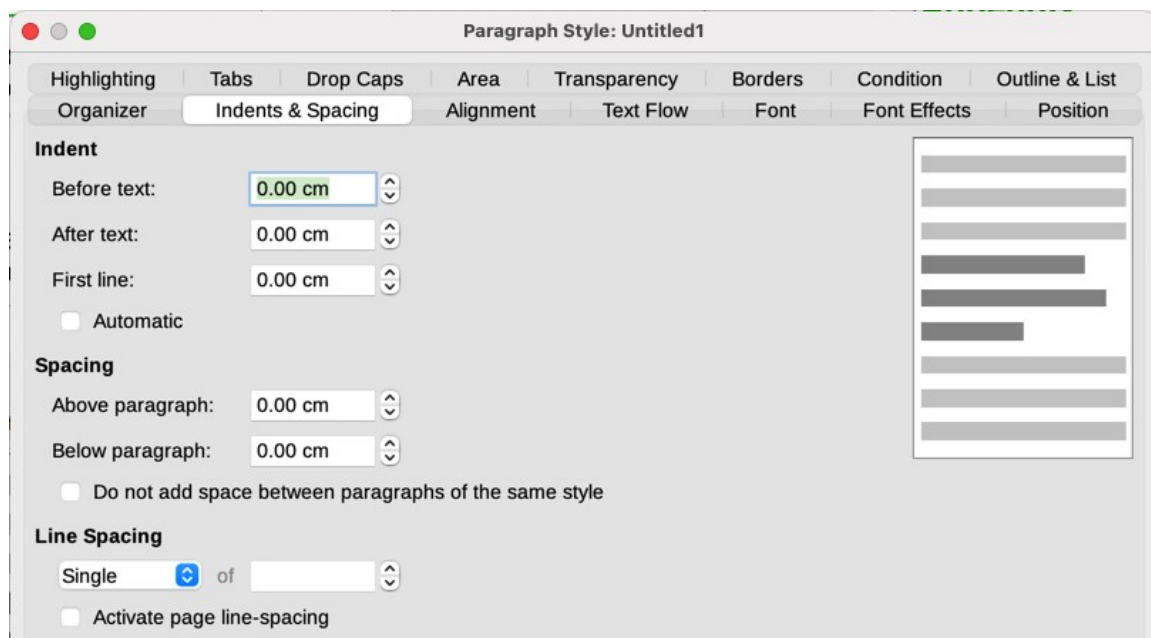 Paragraph Style: Untitled1
Highlighting Tabs Drop Caps Area Transparency Borders Condition Outline & List
Organizer Indents & Spacing Alignment Text Flow Font Font Effects Position
Indent
Before text: 0.00 cm
After text: 0.00 cm
First line: 0.00 cm
Automatic
Spacing
Above paragraph: 0.00 cm
Below paragraph: 0.00 cm
Do not add space between paragraphs of the same style
Line Spacing
Single of
Activate page line-spacing